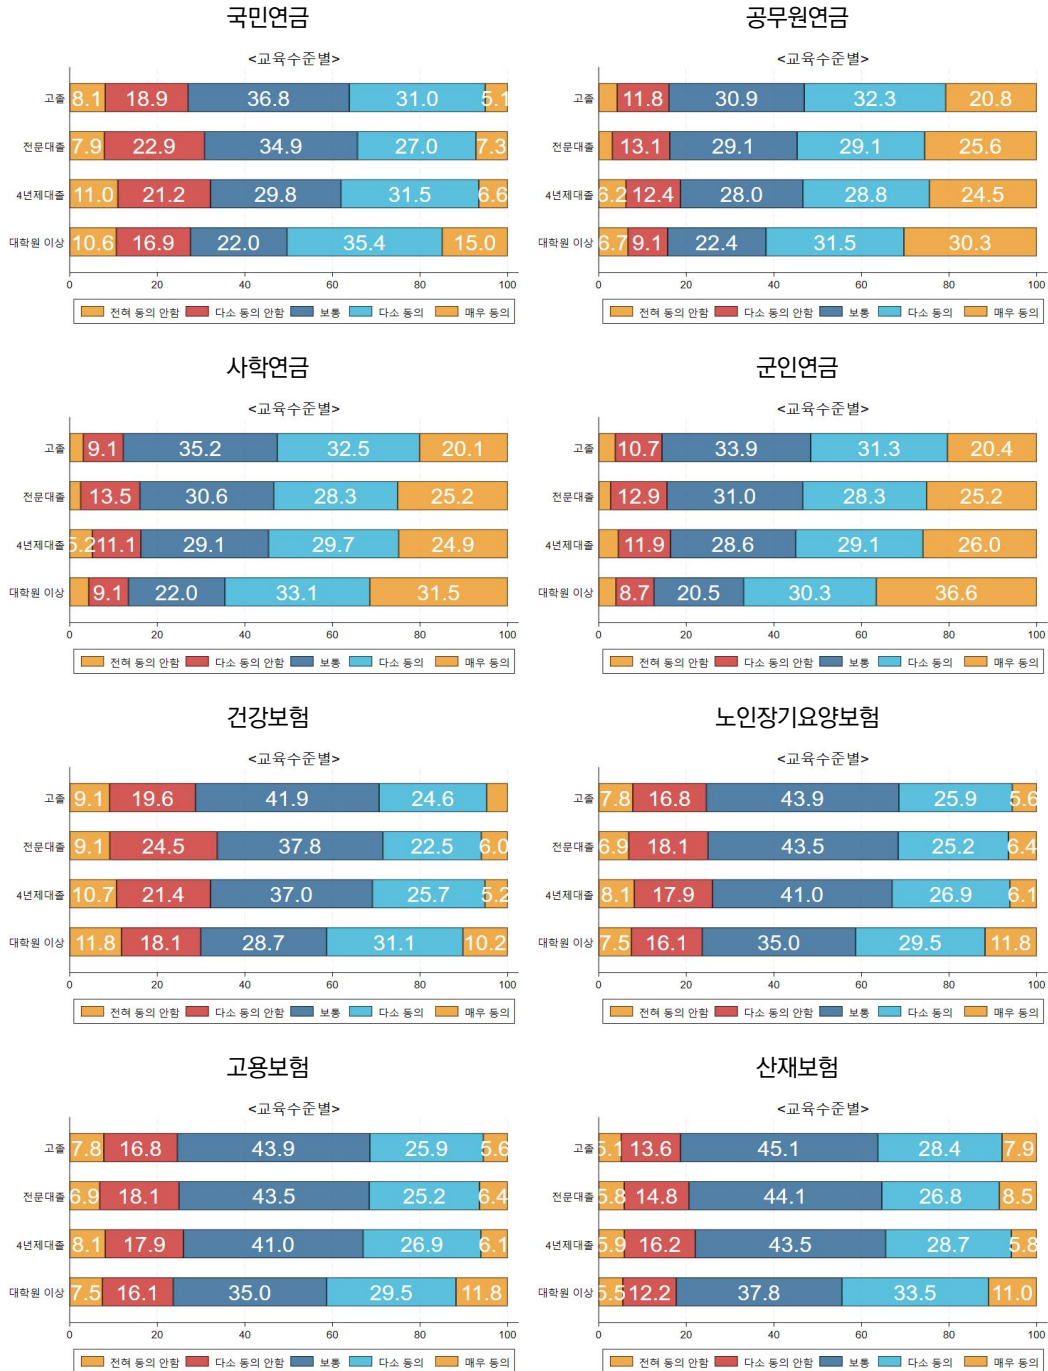 국민연금 공무원연금
<교육수준별> <교육수준별>
고졸 8.1 18.9 36.8 31.0 5.1 고졸 11.8 30.9 32.3 20.8
전문대졸 7.9 22.9 34.9 27.0 7.3 전문대졸 13.1 29.1 29.1 25.6
4년제대졸 11.0 21.2 29.8 31.5 6.6 4년제대졸 6.2 12.4 28.0 28.8 24.5
대학원 이상 10.6 16.9 22.0 35.4 15.0 대학원 이상 6.7 9.1 22.4 31.5 30.3
0 20 40 60 80 100 0 20 40 60 80 100
전혀 동의 안함 다소 동의 안함 보통 다소 동의 매우 동의 전혀 동의 안함 다소 동의 안함 보통 다소 동의 매우 동의
사학연금 군인연금
<교육수준별> <교육수준별>
고졸 9.1 35.2 32.5 20.1 고졸 10.7 33.9 31.3 20.4
전문대졸 13.5 30.6 28.3 25.2 전문대졸 12.9 31.0 28.3 25.2
4년제대졸 5.2 11.1 29.1 29.7 24.9 4년제대졸 11.9 28.6 29.1 26.0
대학원 이상 9.1 22.0 33.1 31.5 대학원 이상 8.7 20.5 30.3 36.6
0 20 40 60 80 100 0 20 40 60 80 100
전혀 동의 안함 다소 동의 안함 보통 다소 동의 매우 동의 전혀 동의 안함 다소 동의 안함 보통 다소 동의 매우 동의
건강보험 노인장기요양보험
<교육수준별> <교육수준별>
고졸 9.1 19.6 41.9 24.6 고졸 7.8 16.8 43.9 25.9 5.6
전문대졸 9.1 24.5 37.8 22.5 6.0 전문대졸 6.9 18.1 43.5 25.2 6.4
4년제대졸 10.7 21.4 37.0 25.7 5.2 4년제대졸 8.1 17.9 41.0 26.9 6.1
대학원 이상 11.8 18.1 28.7 31.1 10.2 대학원 이상 7.5 16.1 35.0 29.5 11.8
0 20 40 60 80 100 0 20 40 60 80 100
전혀 동의 안함 다소 동의 안함 보통 다소 동의 매우 동의 전혀 동의 안함 다소 동의 안함 보통 다소 동의 매우 동의
고용보험 산재보험
<교육수준별> <교육수준별>
고졸 7.8 16.8 43.9 25.9 5.6 고졸 5.1 13.6 45.1 28.4 7.9
전문대졸 6.9 18.1 43.5 25.2 6.4 전문대졸 5.8 14.8 44.1 26.8 8.5
4년제대졸 8.1 17.9 41.0 26.9 6.1 4년제대졸 5.9 16.2 43.5 28.7 5.8
대학원 이상 7.5 16.1 35.0 29.5 11.8 대학원 이상 5.5 12.2 37.8 33.5 11.0
0 20 40 60 80 100 0 20 40 60 80 100
전혀 동의 안함 다소 동의 안함 보통 다소 동의 매우 동의 전혀 동의 안함 다소 동의 안함 보통 다소 동의 매우 동의